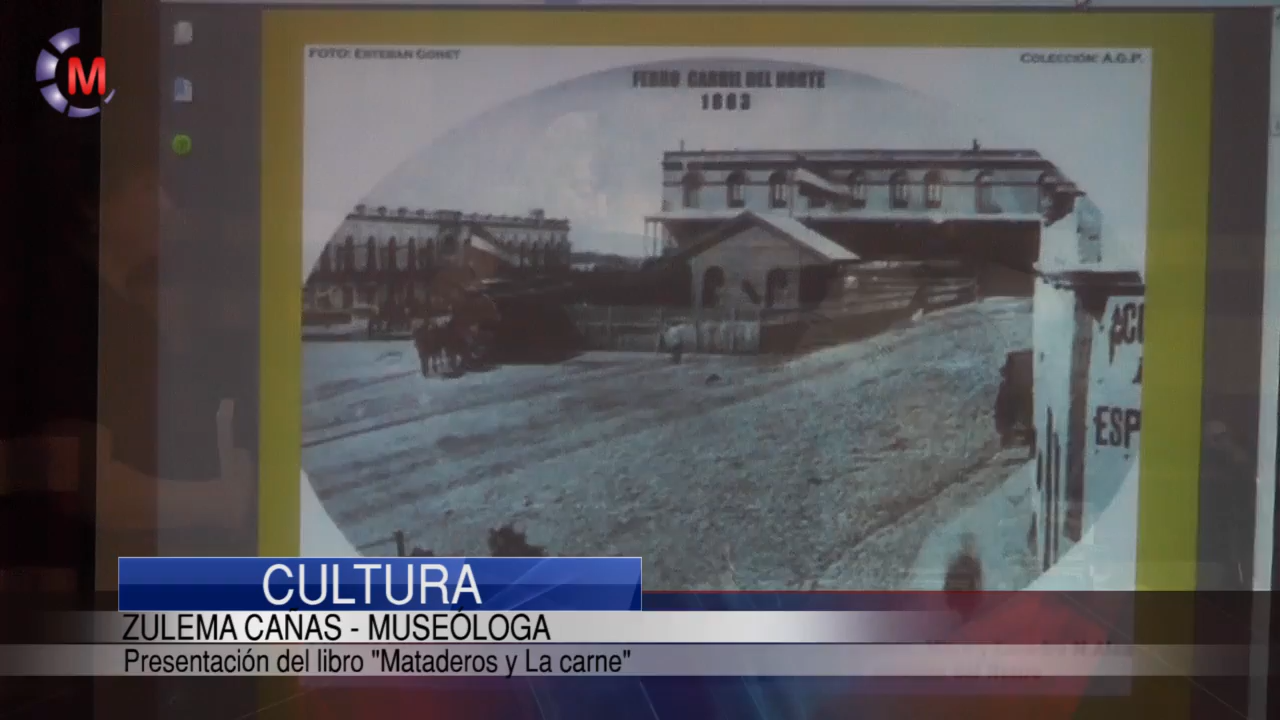 M
FOTO: ESTEBAN GONET
COLECCIÓN: A.G.P.
FERRO CARRIL DEL NORTE
1863
ESP
CULTURA
ZULEMA CAÑAS - MUSEÓLOGA
Presentación del libro "Mataderos y La carne"